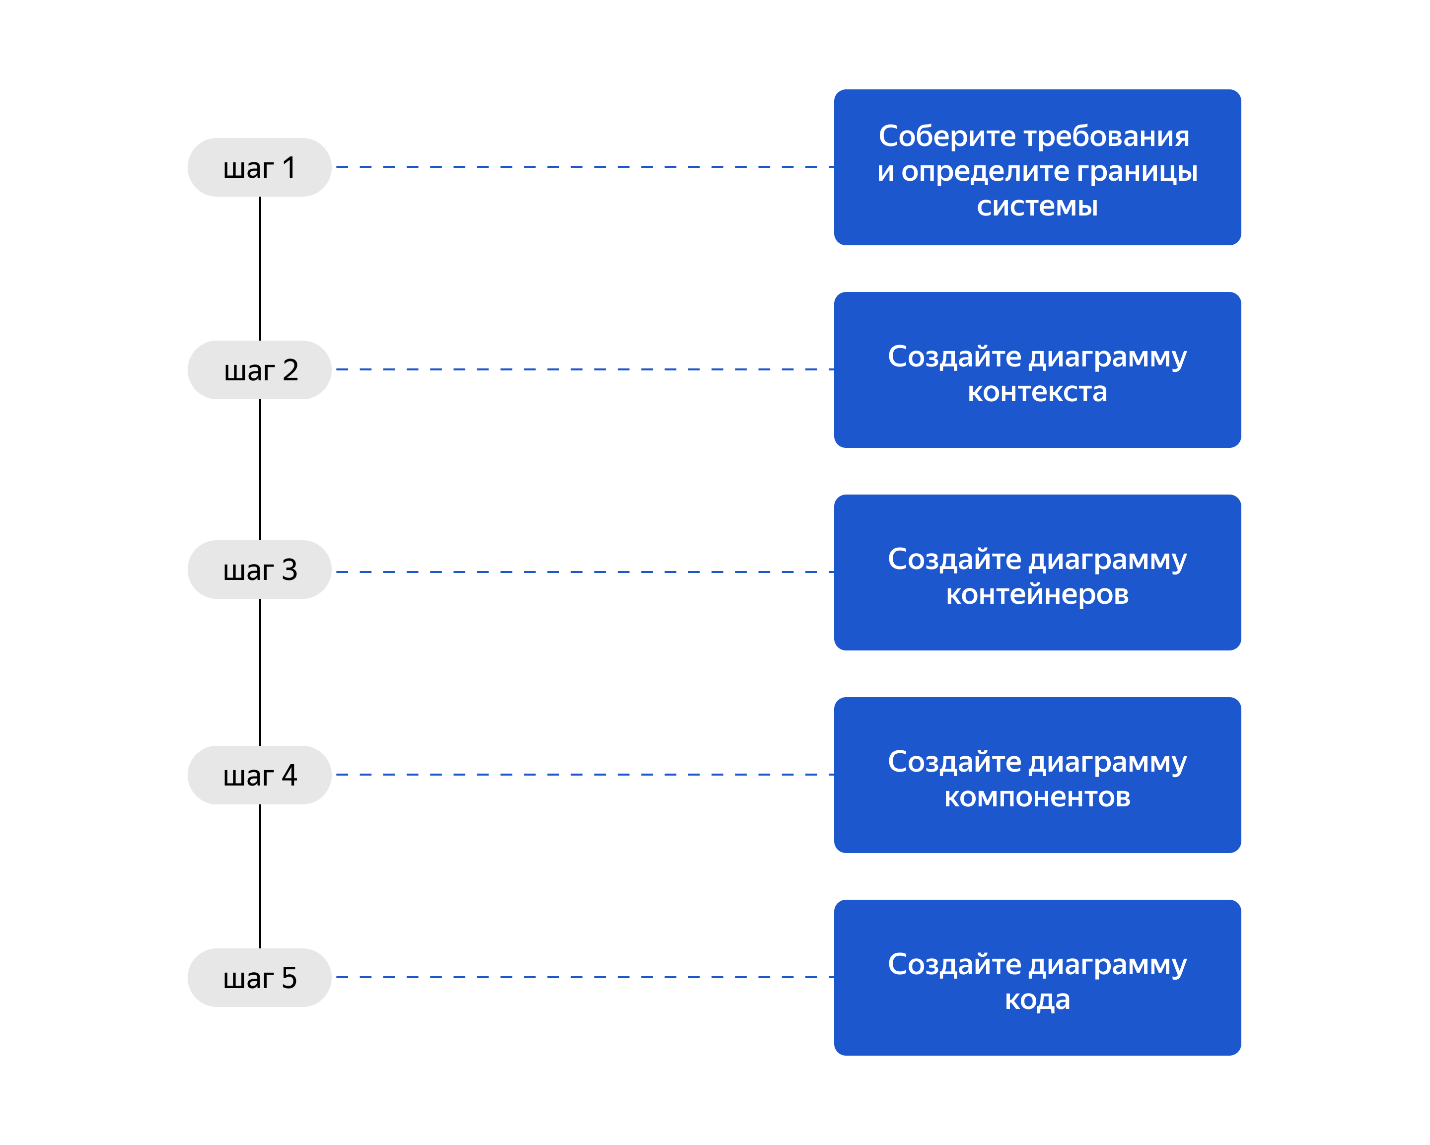 шаг 1
Соберите требования
и определите границы
системы
шаг 2
Создайте диаграмму
контекста
шаг 3
Создайте диаграмму
контейнеров
шаг 4
Создайте диаграмму
компонентов
шаг 5
Создайте диаграмму
кода